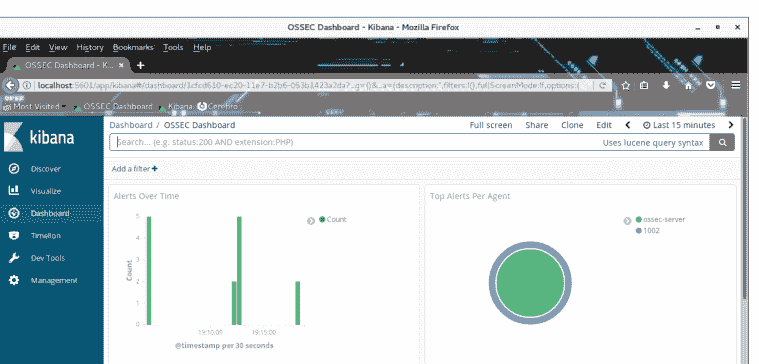 OSSEC Dashboard - Kibana - Mozilla Firefox
File Edit View History Bookmarks Tools Help
OSSEC Dashboard - K... × +
localhost:5601/app/kibana#/dashboard/
Most Visited OSSEC Dashboard Kibana Cerebro
kibana
Discover
Visualize
Dashboard
Timelion
Dev Tools
Management
Dashboard / OSSEC Dashboard
Full screen Share Clone Edit Last 15 minutes
Search... (e.g. status:200 AND extension:PHP) Uses lucene query syntax
Add a filter +
Alerts Over Time
5
4
3
2
1
0
Count
19:10:00 19:15:00
@timestamp per 30 seconds
Count
Top Alerts Per Agent
ossec-server
1002